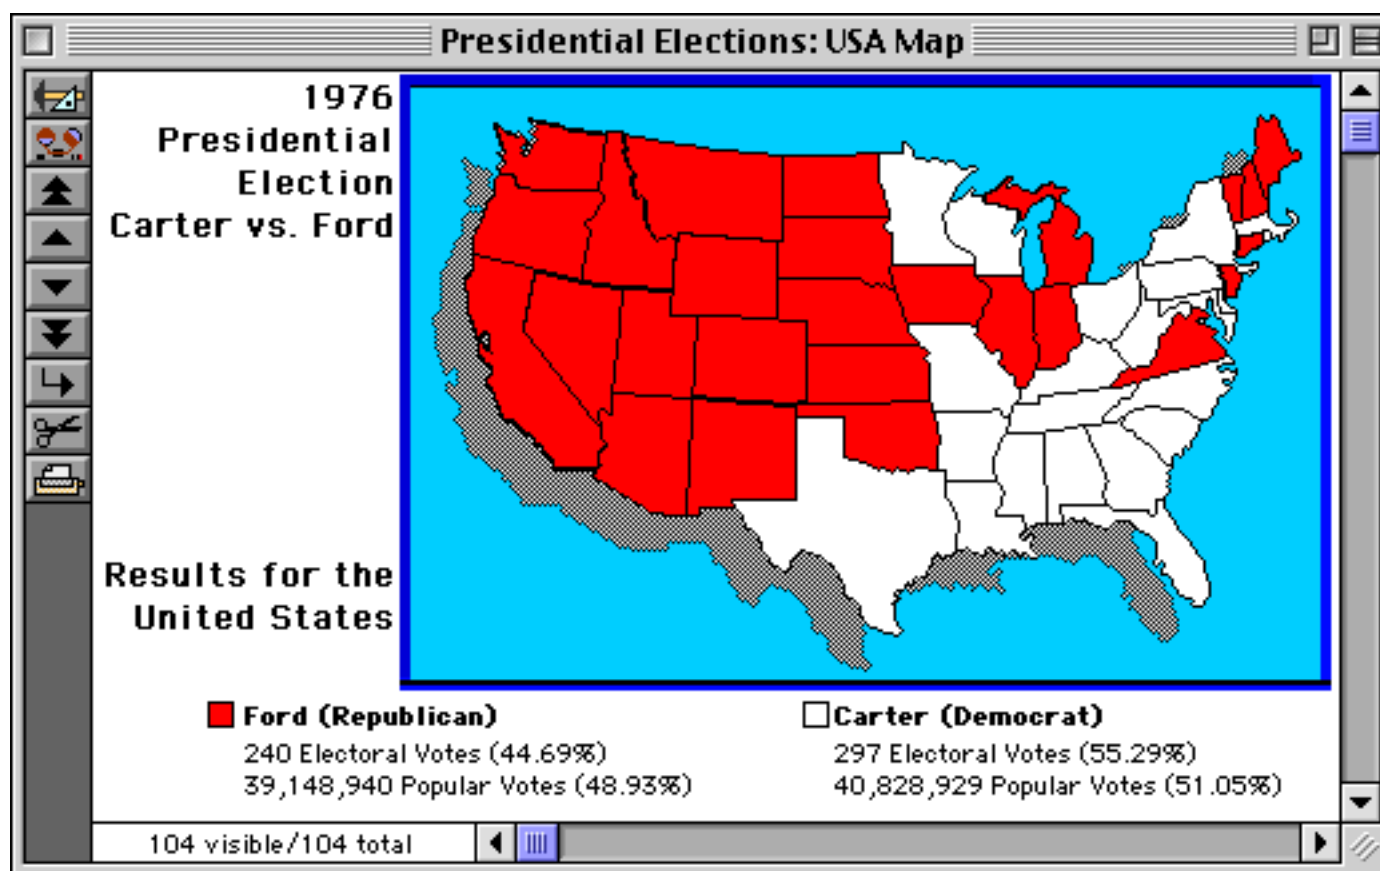 Presidential Elections: USA Map
1976
Presidential
Election
Carter vs. Ford
Results for the
United States
Ford (Republican)
240 Electoral Votes (44.69%)
39,148,940 Popular Votes (48.93%)
Carter (Democrat)
297 Electoral Votes (55.29%)
40,828,929 Popular Votes (51.05%)
104 visible/104 total